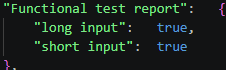 "Functional test report": {
"long input": true,
"short input": true
},